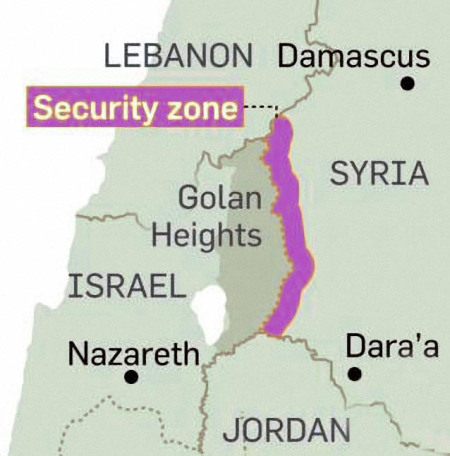 LEBANON
Damascus
Security zone
SYRIA
Golan
Heights
ISRAEL
Nazareth
Dara'a
JORDAN